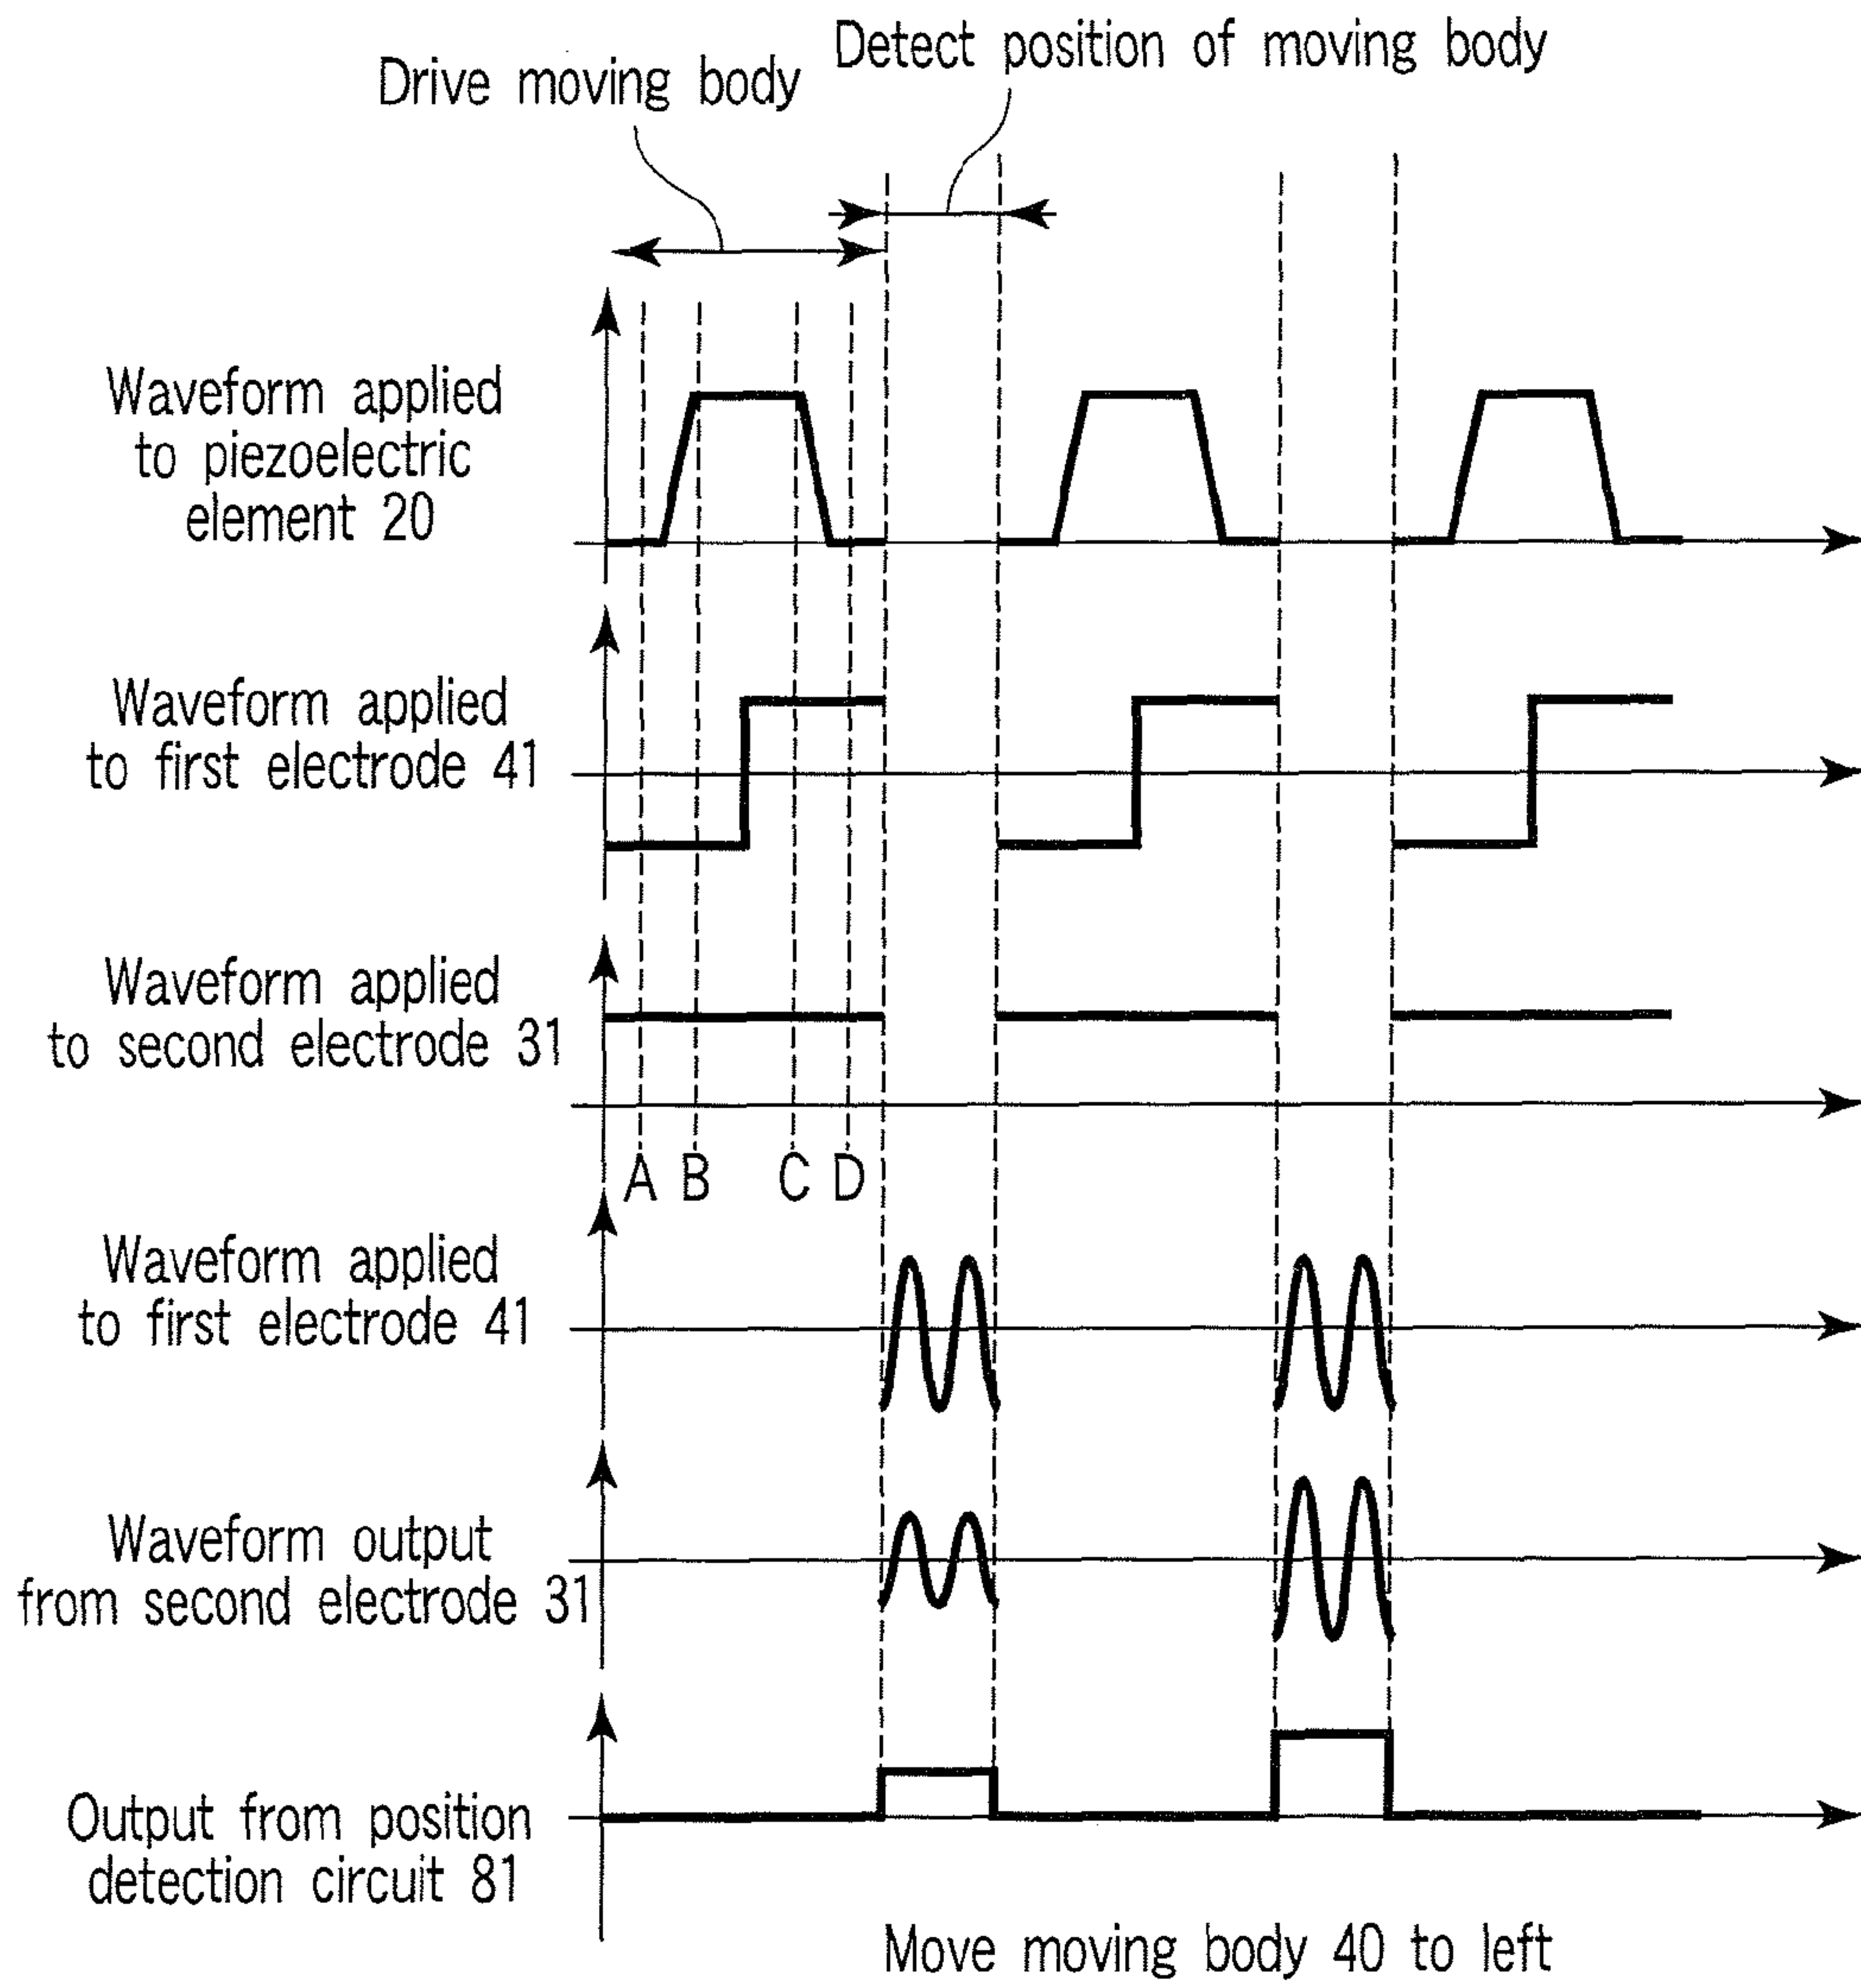 Detect position of moving body
Drive moving body
Waveform applied
to piezoelectric
element 20
Waveform applied
to first electrode 41
Waveform applied
to second electrode 31
A B C D
Waveform applied
to first electrode 41
Waveform output
from second electrode 31
Output from position
detection circuit 81
Move moving body 40 to left